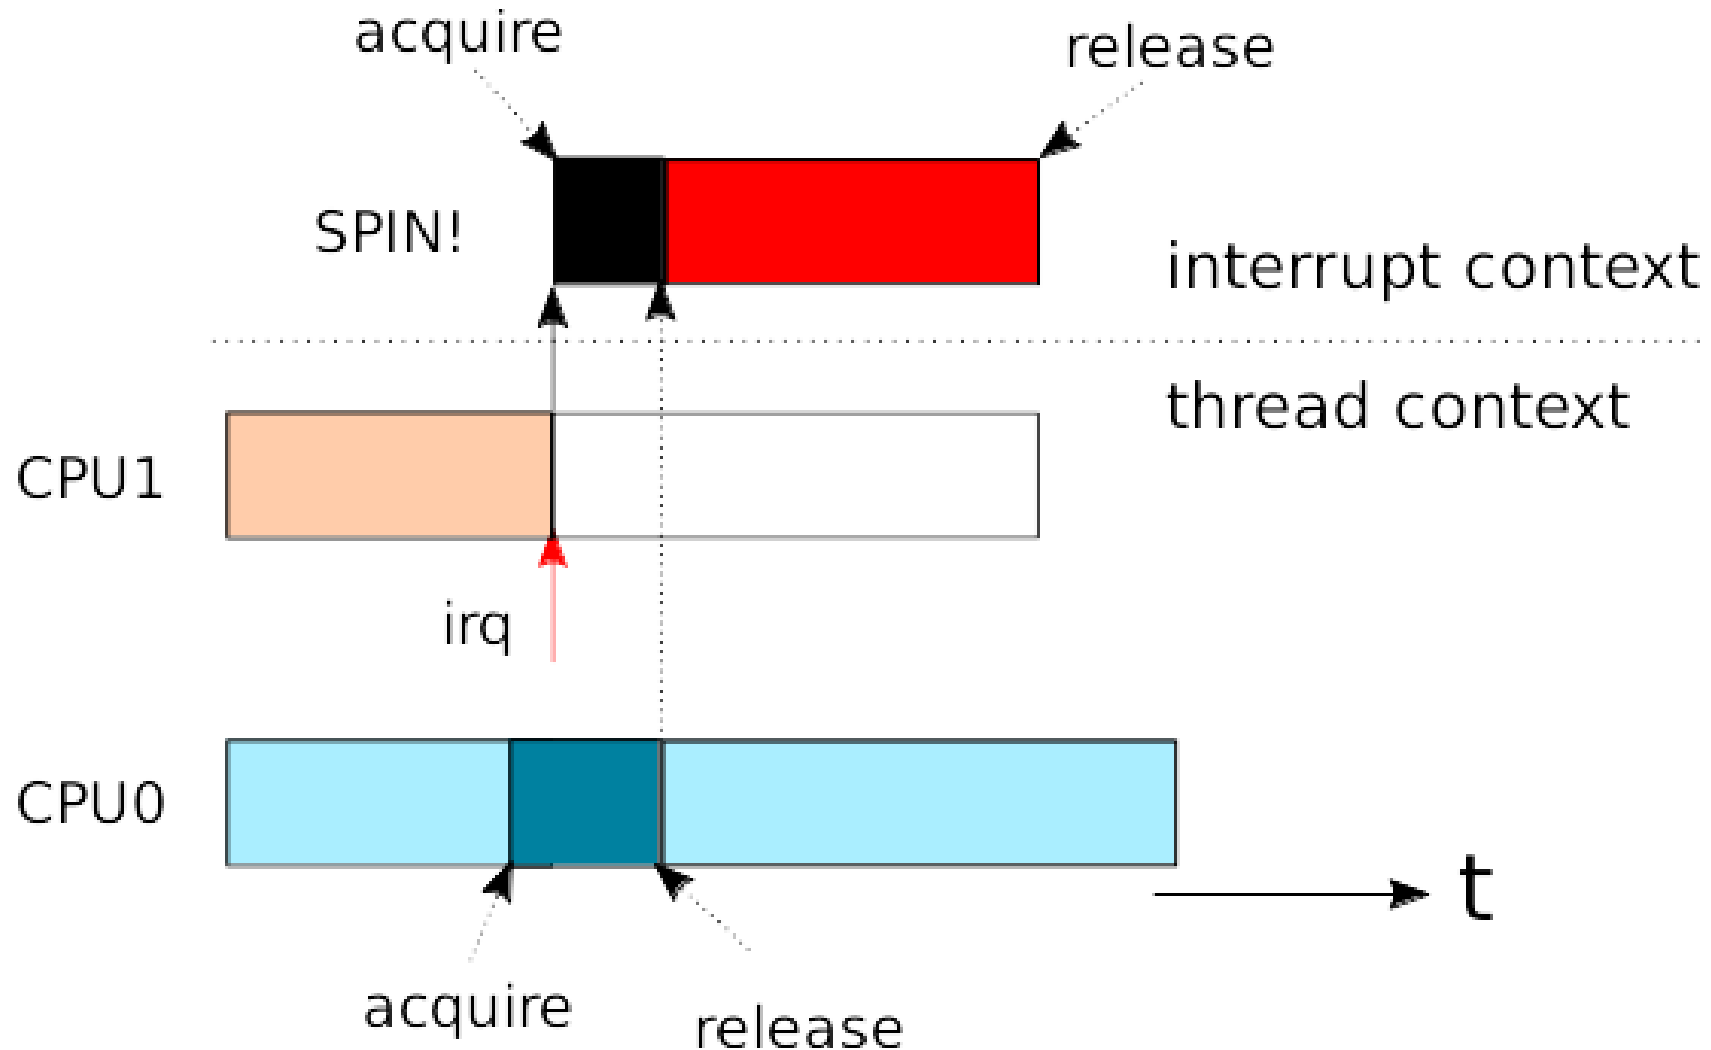 acquire
release
SPIN!
interrupt context
thread context
CPU1
irq
CPU0
t
acquire
release